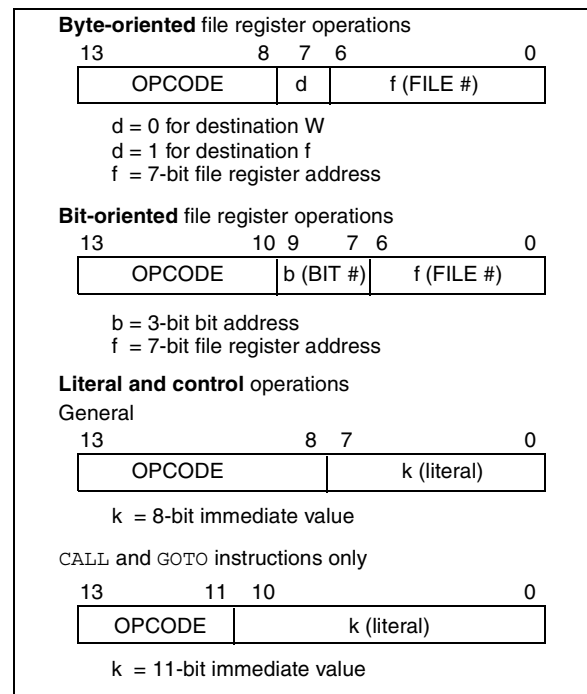 Byte-oriented file register operations
13 8 7 6 0
OPCODE d f (FILE #)
d = 0 for destination W
d = 1 for destination f
f = 7-bit file register address
Bit-oriented file register operations
13 10 9 7 6 0
OPCODE b (BIT #) f (FILE #)
b = 3-bit bit address
f = 7-bit file register address
Literal and control operations
General
13 8 7 0
OPCODE k (literal)
k = 8-bit immediate value
CALL and GOTO instructions only
13 11 10 0
OPCODE k (literal)
k = 11-bit immediate value